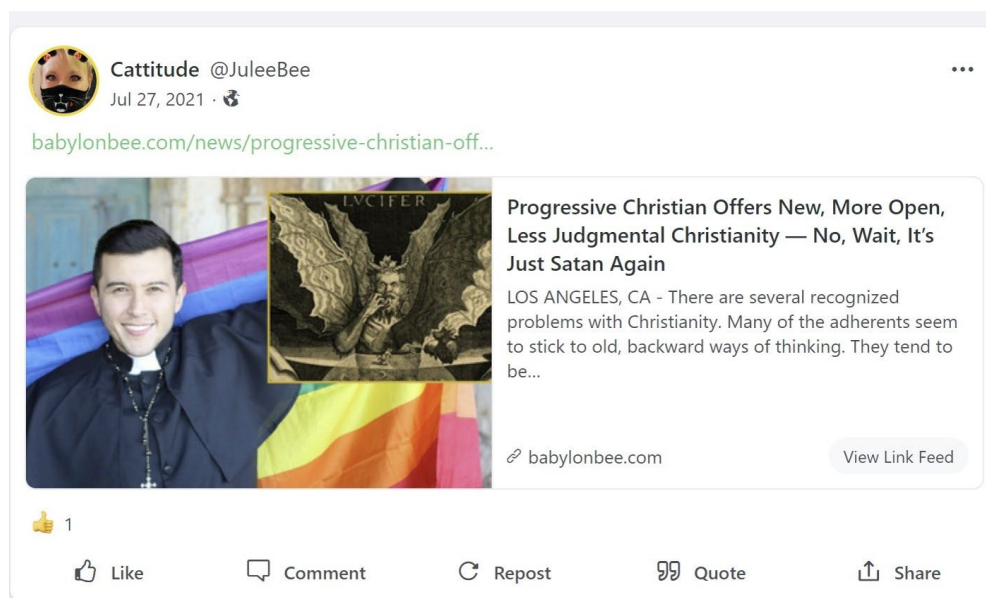 Cattitude @JuleeBee
Jul 27, 2021 ·
babylonbee.com/news/progressive-christian-off...
LVCIFER
Progressive Christian Offers New, More Open,
Less Judgmental Christianity — No, Wait, It's
Just Satan Again
LOS ANGELES, CA - There are several recognized
problems with Christianity. Many of the adherents seem
to stick to old, backward ways of thinking. They tend to
be...
babylonbee.com
View Link Feed
1
Like Comment Repost Quote Share